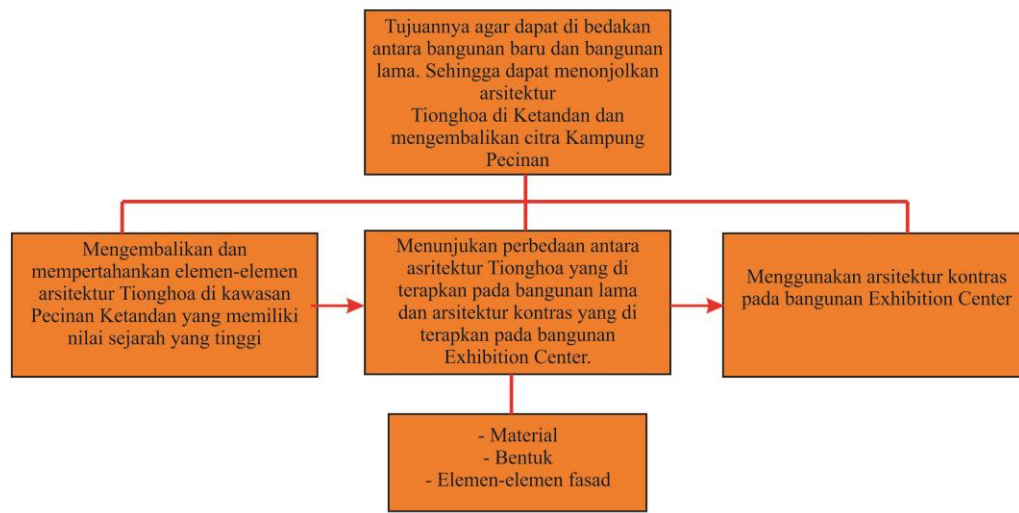 Tujuannya agar dapat di bedakan
antara bangunan baru dan bangunan
lama. Sehingga dapat menonjolkan
arsitektur
Tionghoa di Ketandan dan
mengembalikan citra Kampung
Pecinan
Mengembalikan dan
mempertahankan elemen-elemen
arsitektur Tionghoa di kawasan
Pecinan Ketandan yang memiliki
nilai sejarah yang tinggi
Menunjukan perbedaan antara
asritektur Tionghoa yang di
terapkan pada bangunan lama
dan arsitektur kontras yang di
terapkan pada bangunan
Exhibition Center.
Menggunakan arsitektur kontras
pada bangunan Exhibition Center
- Material
- Bentuk
- Elemen-elemen fasad